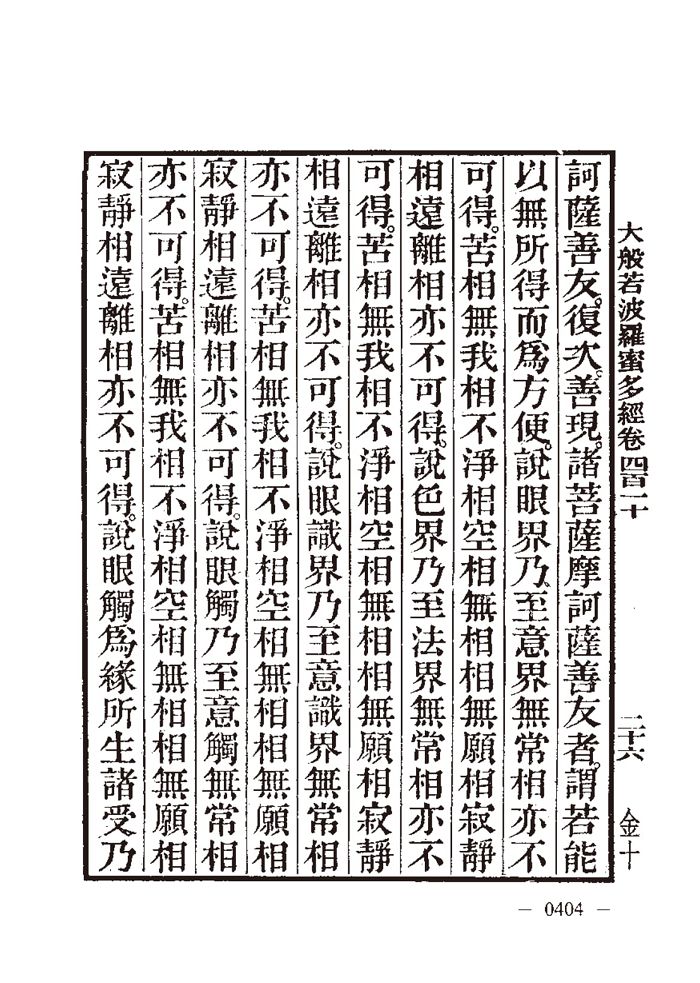 大般若波羅蜜多經卷四百二十
二十六
金十
訶薩善友。復次。善現。諸菩薩摩訶薩善友者。謂若能
以無所得而爲方便。說眼界乃至意界無常相亦不
可得。苦相無我相不淨相空相無相相無願相寂靜
相遠離相亦不可得。說色界乃至法界無常相亦不
可得。苦相無我相不淨相空相無相相無願相寂靜
相遠離相亦不可得。說眼識界乃至意識界無常相
亦不可得。苦相無我相不淨相空相無相相無願相
寂靜相遠離相亦不可得。說眼觸乃至意觸無常相
亦不可得。苦相無我相不淨相空相無相相無願相
寂靜相遠離相亦不可得。說眼觸爲緣所生諸受乃
— 0404 —